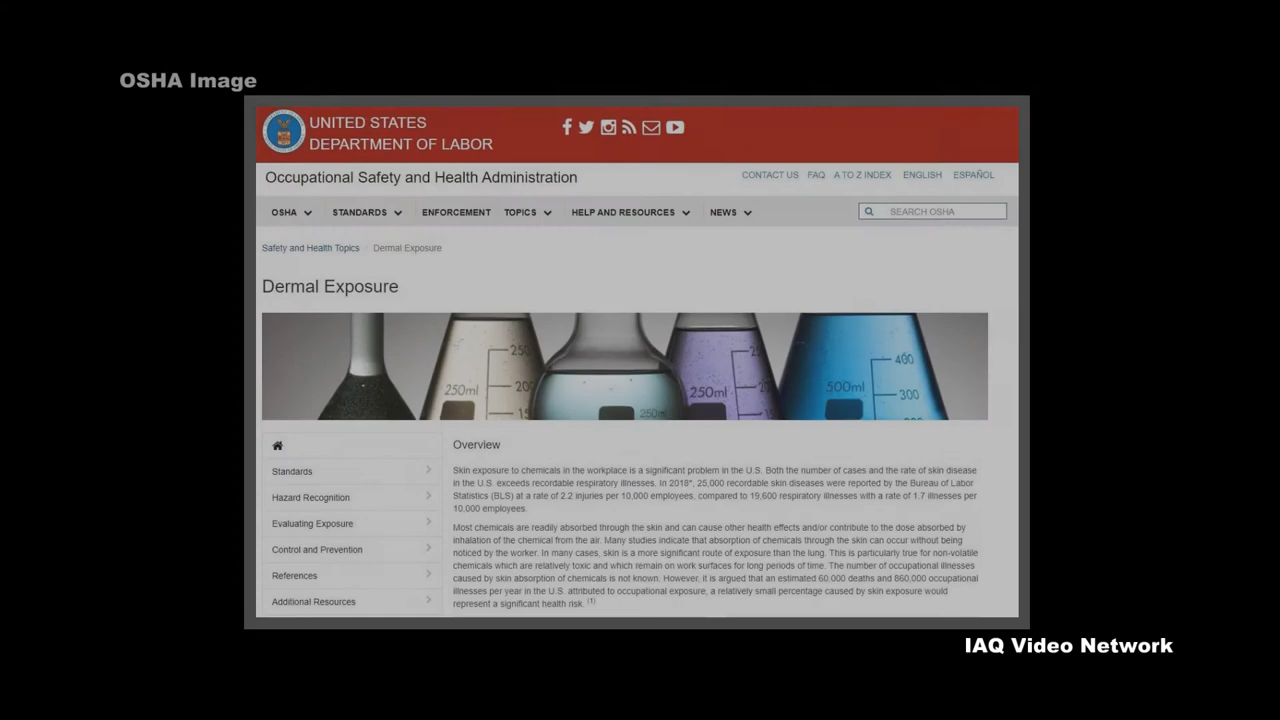 OSHA Image
UNITED STATES
DEPARTMENT OF LABOR
Occupational Safety and Health Administration
CONTACT US FAQ A TO Z INDEX ENGLISH ESPAÑOL
OSHA STANDARDS ENFORCEMENT TOPICS HELP AND RESOURCES NEWS
SEARCH OSHA
Safety and Health Topics / Dermal Exposure
Dermal Exposure
250
250ml
200
15
250ml
25
250ml
20
15
400
500ml
300
Standards
Hazard Recognition
Evaluating Exposure
Control and Prevention
References
Additional Resources
Overview
Skin exposure to chemicals in the workplace is a significant problem in the U.S. Both the number of cases and the rate of skin disease
in the U.S. exceeds recordable respiratory illnesses. In 2018*, 25,000 recordable skin diseases were reported by the Bureau of Labor
Statistics (BLS) at a rate of 2.2 injuries per 10,000 employees, compared to 19,600 respiratory illnesses with a rate of 1.7 illnesses per
10,000 employees.
Most chemicals are readily absorbed through the skin and can cause other health effects and/or contribute to the dose absorbed by
inhalation of the chemical from the air. Many studies indicate that absorption of chemicals through the skin can occur without being
noticed by the worker. In many cases, skin is a more significant route of exposure than the lung. This is particularly true for non-volatile
chemicals which are relatively toxic and which remain on work surfaces for long periods of time. The number of occupational illnesses
caused by skin absorption of chemicals is not known. However, it is argued that an estimated 60,000 deaths and 860,000 occupational
illnesses per year in the U.S. attributed to occupational exposure, a relatively small percentage caused by skin exposure would
represent a significant health risk. (1)
IAQ Video Network